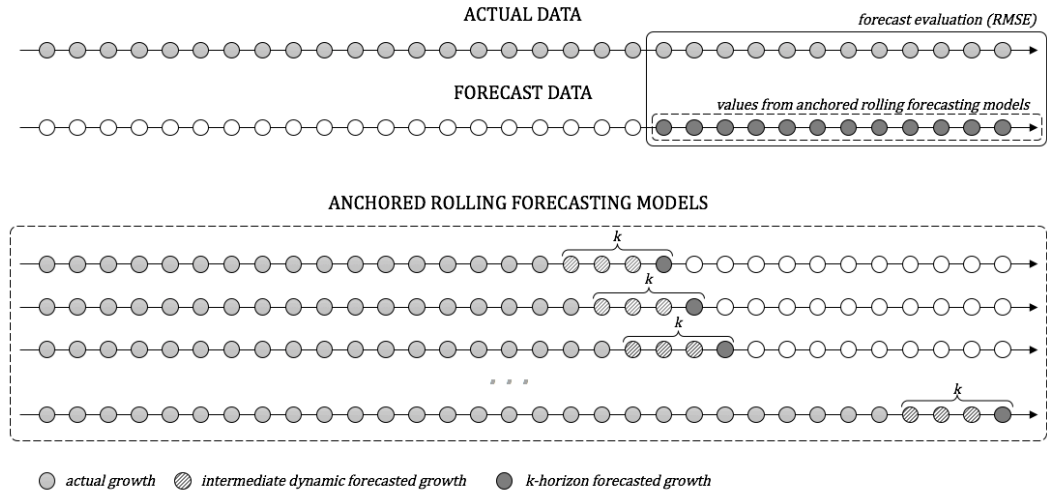 ACTUAL DATA
forecast evaluation (RMSE)
FORECAST DATA
values from anchored rolling forecasting models
ANCHORED ROLLING FORECASTING MODELS
k
k
k
. . .
k
actual growth intermediate dynamic forecasted growth k-horizon forecasted growth